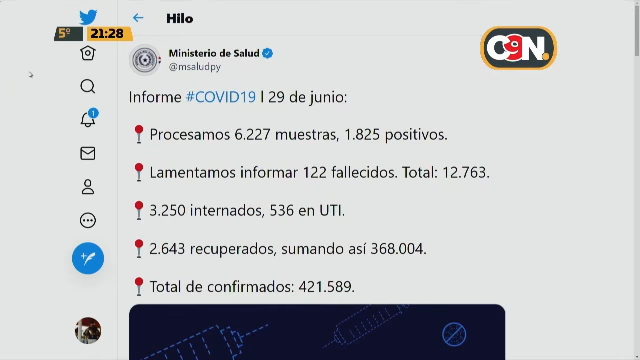 5º 21:28
Hilo
C9N.
Ministerio de Salud
@msaludpy
Informe #COVID19 l 29 de junio:
1
Procesamos 6.227 muestras, 1.825 positivos.
Lamentamos informar 122 fallecidos. Total: 12.763.
3.250 internados, 536 en UTI.
2.643 recuperados, sumando así 368.004.
Total de confirmados: 421.589.